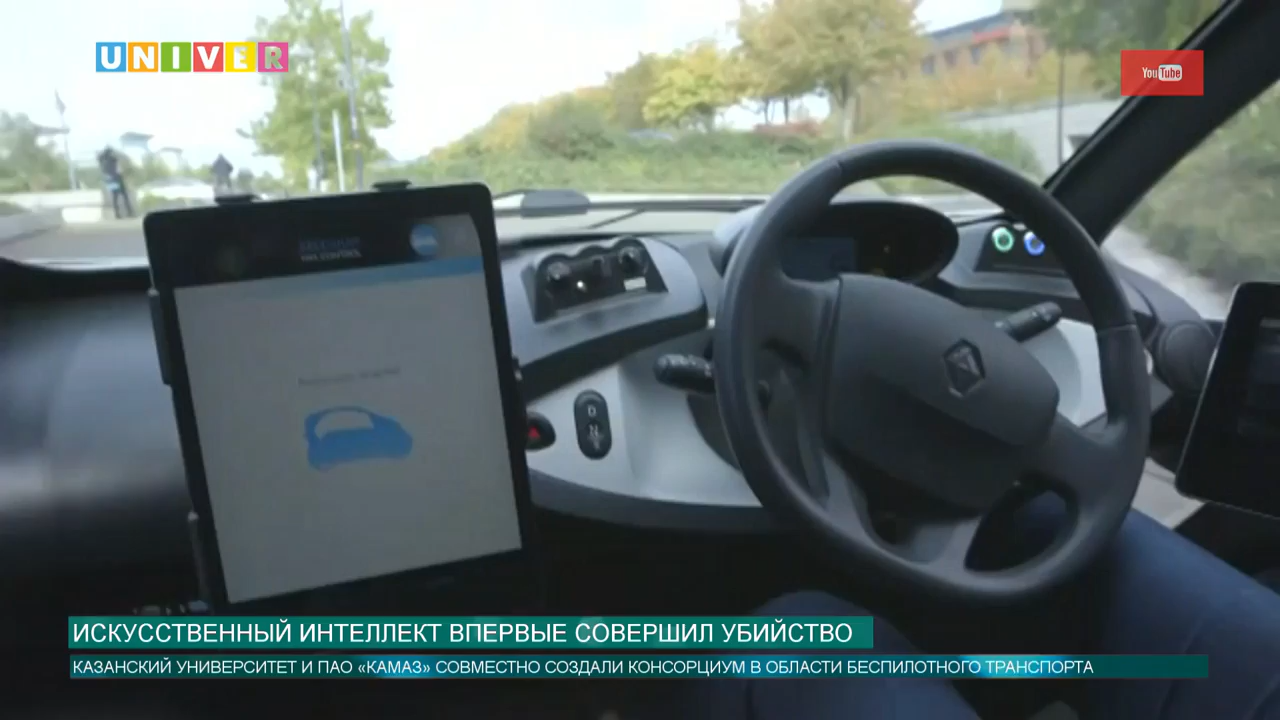 UNIVER
YouTube
D
N
ИСКУССТВЕННЫЙ ИНТЕЛЛЕКТ ВПЕРВЫЕ СОВЕРШИЛ УБИЙСТВО
КАЗАНСКИЙ УНИВЕРСИТЕТ И ПАО «КАМАЗ» СОВМЕСТНО СОЗДАЛИ КОНСОРЦИУМ В ОБЛАСТИ БЕСПИЛОТНОГО ТРАНСПОРТА